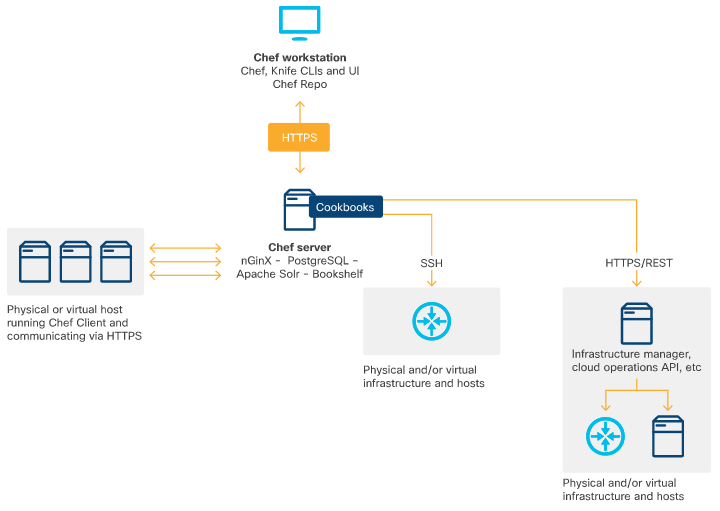 Chef workstation
Chef, Knife CLIs and UI
Chef Repo
HTTPS
Cookbooks
Chef server
nGinX - PostgreSQL -
Apache Solr - Bookshelf
Physical or virtual host
running Chef Client and
communicating via HTTPS
SSH
Physical and/or virtual
infrastructure and hosts
HTTPS/REST
Infrastructure manager,
cloud operations API, etc
Physical and/or virtual
infrastructure and hosts